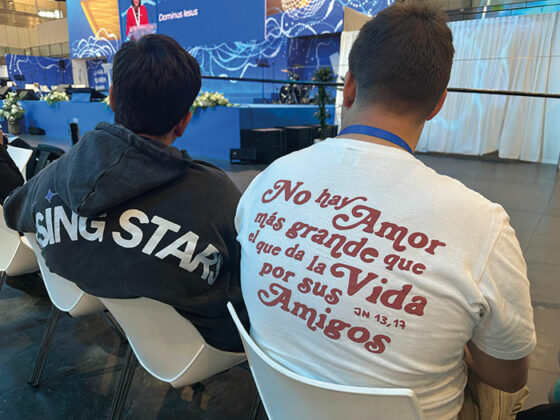 Dominus Iesus
SING STARS
No hay Amor
más grande que
el que da la Vida
por sus
Amigos
JN 13,17